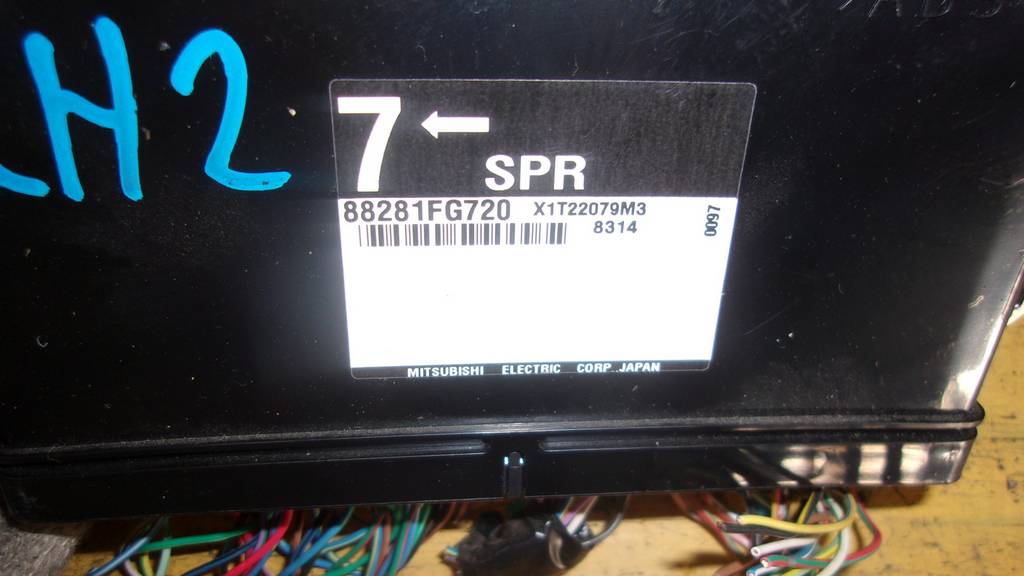 H2
7 ← SPR
88281FG720 X1T22079M3
8314
0097
MITSUBISHI ELECTRIC CORP. JAPAN